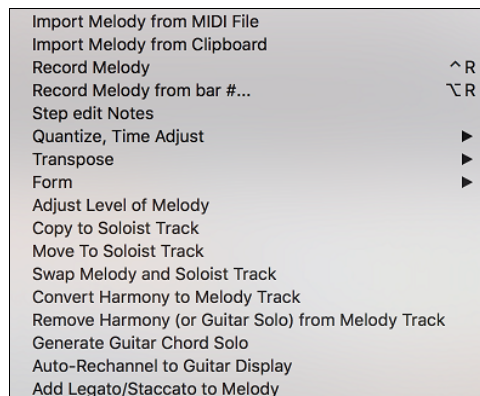 Import Melody from MIDI File
Import Melody from Clipboard
Record Melody ^ R
Record Melody from bar #... ⌥ R
Step edit Notes
Quantize, Time Adjust ▶
Transpose ▶
Form ▶
Adjust Level of Melody
Copy to Soloist Track
Move To Soloist Track
Swap Melody and Soloist Track
Convert Harmony to Melody Track
Remove Harmony (or Guitar Solo) from Melody Track
Generate Guitar Chord Solo
Auto-Rechannel to Guitar Display
Add Legato/Staccato to Melody